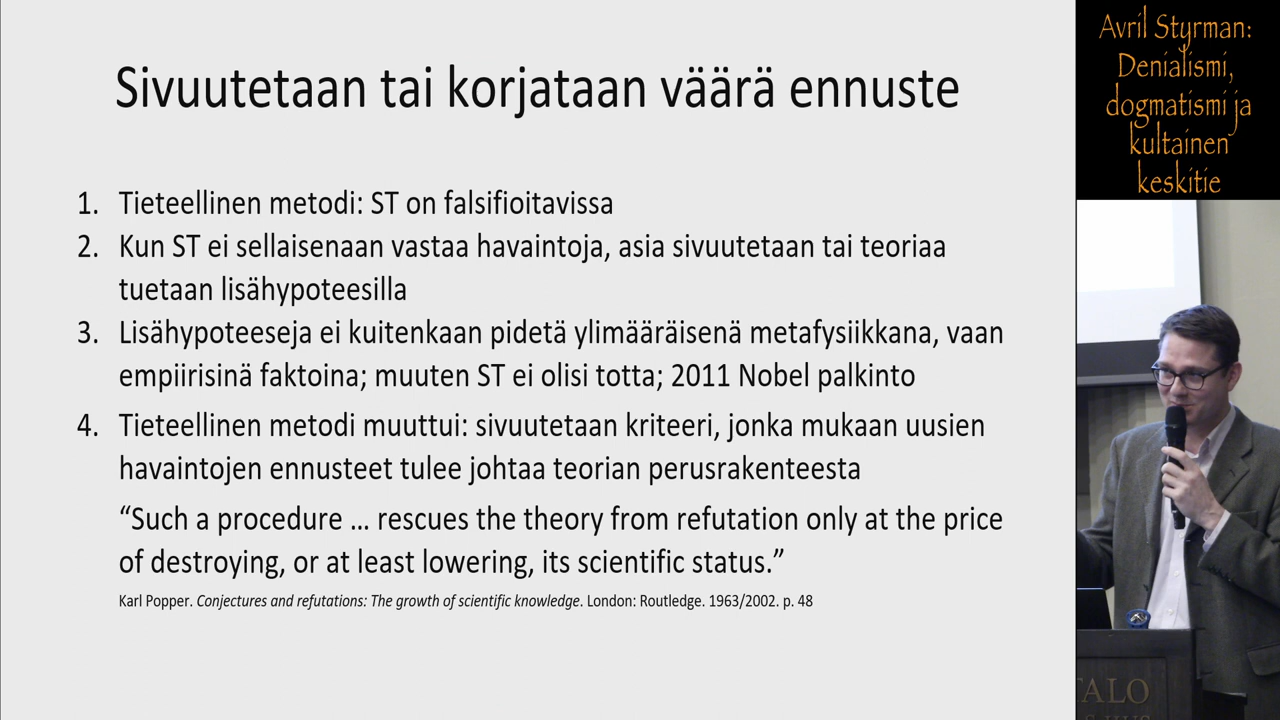 Sivuutetaan tai korjataan väärä ennuste
1. Tieteellinen metodi: ST on falsifioitavissa
2. Kun ST ei sellaisenaan vastaa havaintoja, asia sivuutetaan tai teoriaa
tuetaan lisähypoteesilla
3. Lisähypoteeseja ei kuitenkaan pidetä ylimääräisenä metafysiikkana, vaan
empiirisinä faktoina; muuten ST ei olisi totta; 2011 Nobel palkinto
4. Tieteellinen metodi muuttui: sivuutetaan kriteeri, jonka mukaan uusien
havaintojen ennusteet tulee johtaa teorian perusrakenteesta
“Such a procedure ... rescues the theory from refutation only at the price
of destroying, or at least lowering, its scientific status.”
Karl Popper. Conjectures and refutations: The growth of scientific knowledge. London: Routledge. 1963/2002. p. 48
Avril Styrman:
Denialismi,
dogmatismi ja
kultainen
keskitie
TALO